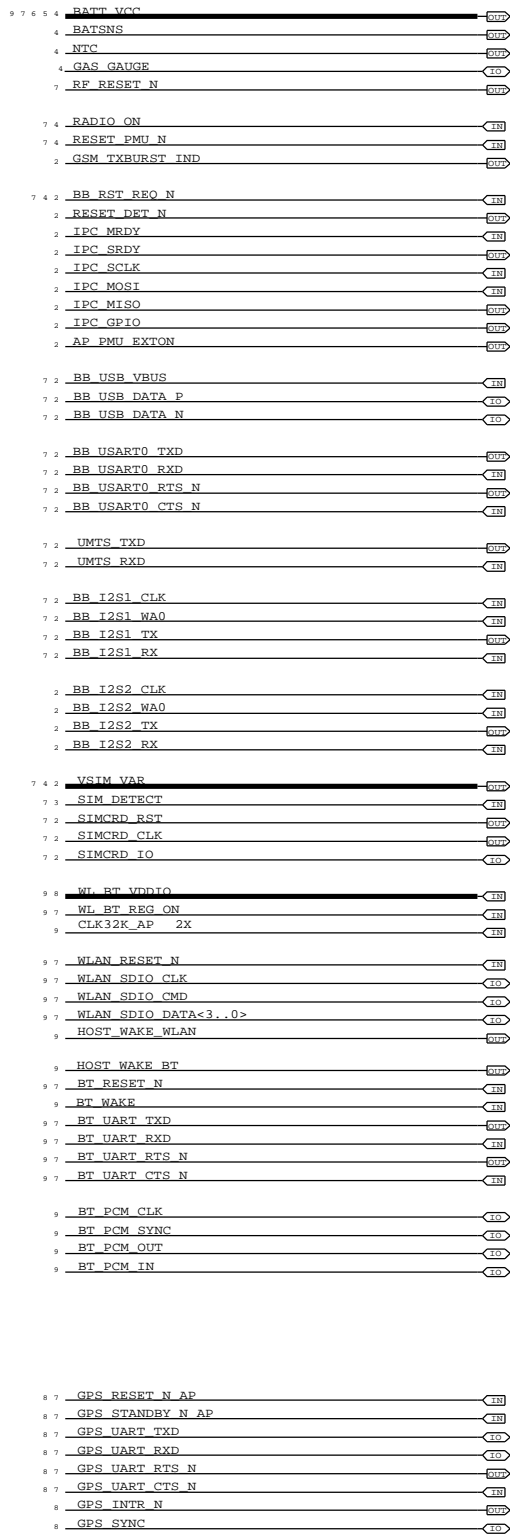 9 7 6 5 4 BATT_VCC OUT
4 BATSNS OUT
4 NTC OUT
4 GAS_GAUGE IO
7 RF_RESET_N OUT
7 4 RADIO_ON IN
7 4 RESET_PMU_N IN
2 GSM_TXBURST_IND OUT
7 4 2 BB_RST_REQ_N IN
2 RESET_DET_N OUT
2 IPC_MRDY IN
2 IPC_SRDY OUT
2 IPC_SCLK IN
2 IPC_MOSI IN
2 IPC_MISO OUT
2 IPC_GPIO OUT
2 AP_PMU_EXTON OUT
7 2 BB_USB_VBUS IN
7 2 BB_USB_DATA_P IO
7 2 BB_USB_DATA_N IO
7 2 BB_USART0_TXD OUT
7 2 BB_USART0_RXD IN
7 2 BB_USART0_RTS_N OUT
7 2 BB_USART0_CTS_N IN
7 2 UMTS_TXD OUT
7 2 UMTS_RXD IN
7 2 BB_I2S1_CLK IN
7 2 BB_I2S1_WA0 IN
7 2 BB_I2S1_TX OUT
7 2 BB_I2S1_RX IN
2 BB_I2S2_CLK IN
2 BB_I2S2_WA0 IN
2 BB_I2S2_TX OUT
2 BB_I2S2_RX IN
7 4 2 VSIM_VAR OUT
7 3 SIM_DETECT IN
7 2 SIMCRD_RST OUT
7 2 SIMCRD_CLK OUT
7 2 SIMCRD_IO IO
9 8 WL_BT_VDDIO IN
9 7 WL_BT_REG_ON IN
9 CLK32K_AP 2X IN
9 7 WLAN_RESET_N IN
9 7 WLAN_SDIO_CLK IO
9 7 WLAN_SDIO_CMD IO
9 7 WLAN_SDIO_DATA<3..0> IO
9 HOST_WAKE_WLAN OUT
9 HOST_WAKE_BT OUT
9 7 BT_RESET_N IN
9 BT_WAKE IN
9 7 BT_UART_TXD OUT
9 7 BT_UART_RXD IN
9 7 BT_UART_RTS_N OUT
9 7 BT_UART_CTS_N IN
9 BT_PCM_CLK IO
9 BT_PCM_SYNC IO
9 BT_PCM_OUT IO
9 BT_PCM_IN IO
8 7 GPS_RESET_N_AP IN
8 7 GPS_STANDBY_N_AP IN
8 7 GPS_UART_TXD IO
8 7 GPS_UART_RXD IO
8 7 GPS_UART_RTS_N OUT
8 7 GPS_UART_CTS_N IN
8 GPS_INTR_N OUT
8 GPS_SYNC IO